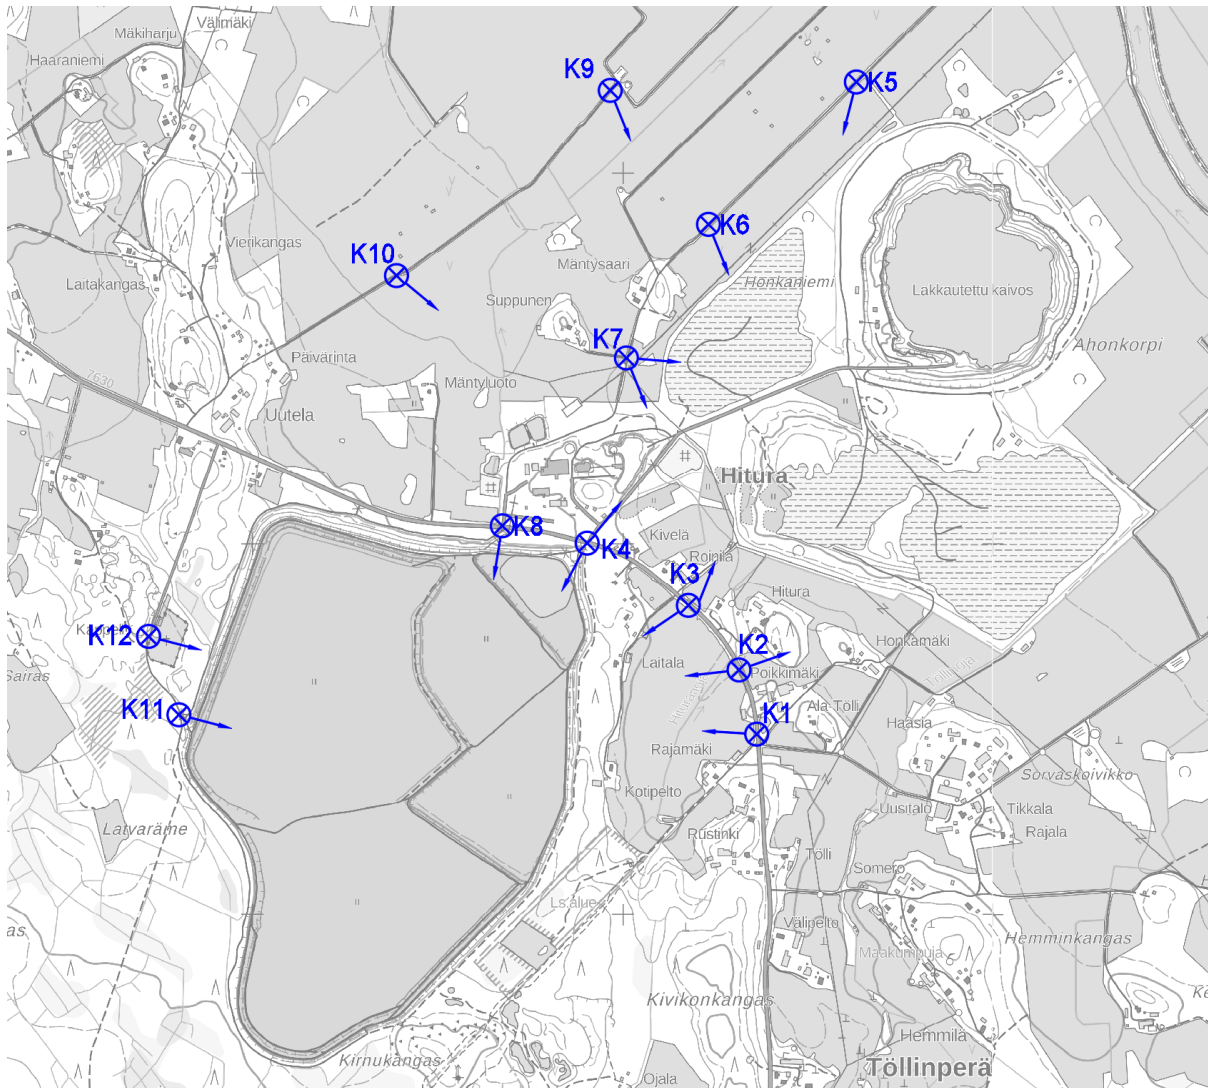 Välimäki
Mäkiharju
Haaraniemi
K9
K5
Vierikangas
K6
K10
Mäntysaari
Laitakangas
Honkaniemi
Lakkautettu kaivos
Suppunen
K7
Ahonkorpi
Päivärinta
7630
Mäntyluoto
Uutela
Hitura
K8
Kivelä
K4
Roinila
K3
Hitura
K12
Honkamäki
Laitala
K2
Poikkimäki
Töllinoja
K11
Ala-Tölli
K1
Haasia
Rajamäki
Sorvaskoivikko
Kotipelto
Uusitalo
Tikkala
Latvaräme
Rustinki
Rajala
Tölli
Somero
Ls.alue
Välipelto
Hemminkangas
Maakumpuja
Kivikonkangas
Hemmilä
Kirnukangas
Töllinperä
Ojala